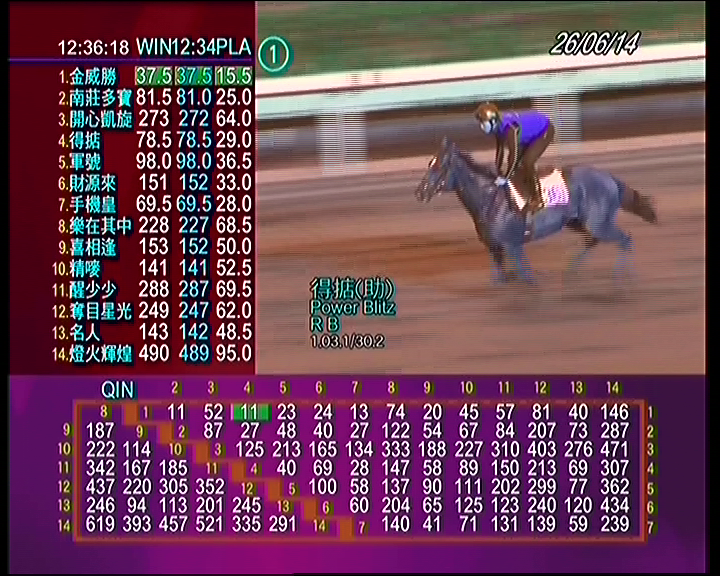 12:36:18 WIN12:34PLA
1 26/06/14
1.金威勝 37.5 37.5 15.5
2.南莊多寶 81.5 81.0 25.0
3.開心凱旋 273 272 64.0
4.得掂 78.5 78.5 29.0
5.軍號 98.0 98.0 36.5
6.財源來 151 152 33.0
7.手機皇 69.5 69.5 28.0
8.樂在其中 228 227 68.5
9.喜相逢 153 152 50.0
10.精嘜 141 141 52.5
11.醒少少 288 287 69.5
12.奪目星光 249 247 62.0
13.名人 143 142 48.5
14.燈火輝煌 490 489 95.0
得掂(助)
Power Blitz
R B
1.03.1/30.2
QIN 2 3 4 5 6 7 8 9 10 11 12 13 14
8 1 11 52 11 23 24 13 74 20 45 57 81 40 146 1
9 187 9 2 87 27 48 40 27 122 54 67 84 207 73 287 2
10 222 114 10 3 125 213 165 134 333 188 227 310 403 276 471 3
11 342 167 185 11 4 40 69 28 147 58 89 150 213 69 307 4
12 437 220 305 352 12 5 100 58 137 90 111 202 299 77 362 5
13 246 94 113 201 245 13 6 60 204 65 125 123 240 120 434 6
14 619 393 457 521 335 291 14 7 140 41 71 131 139 59 239 7